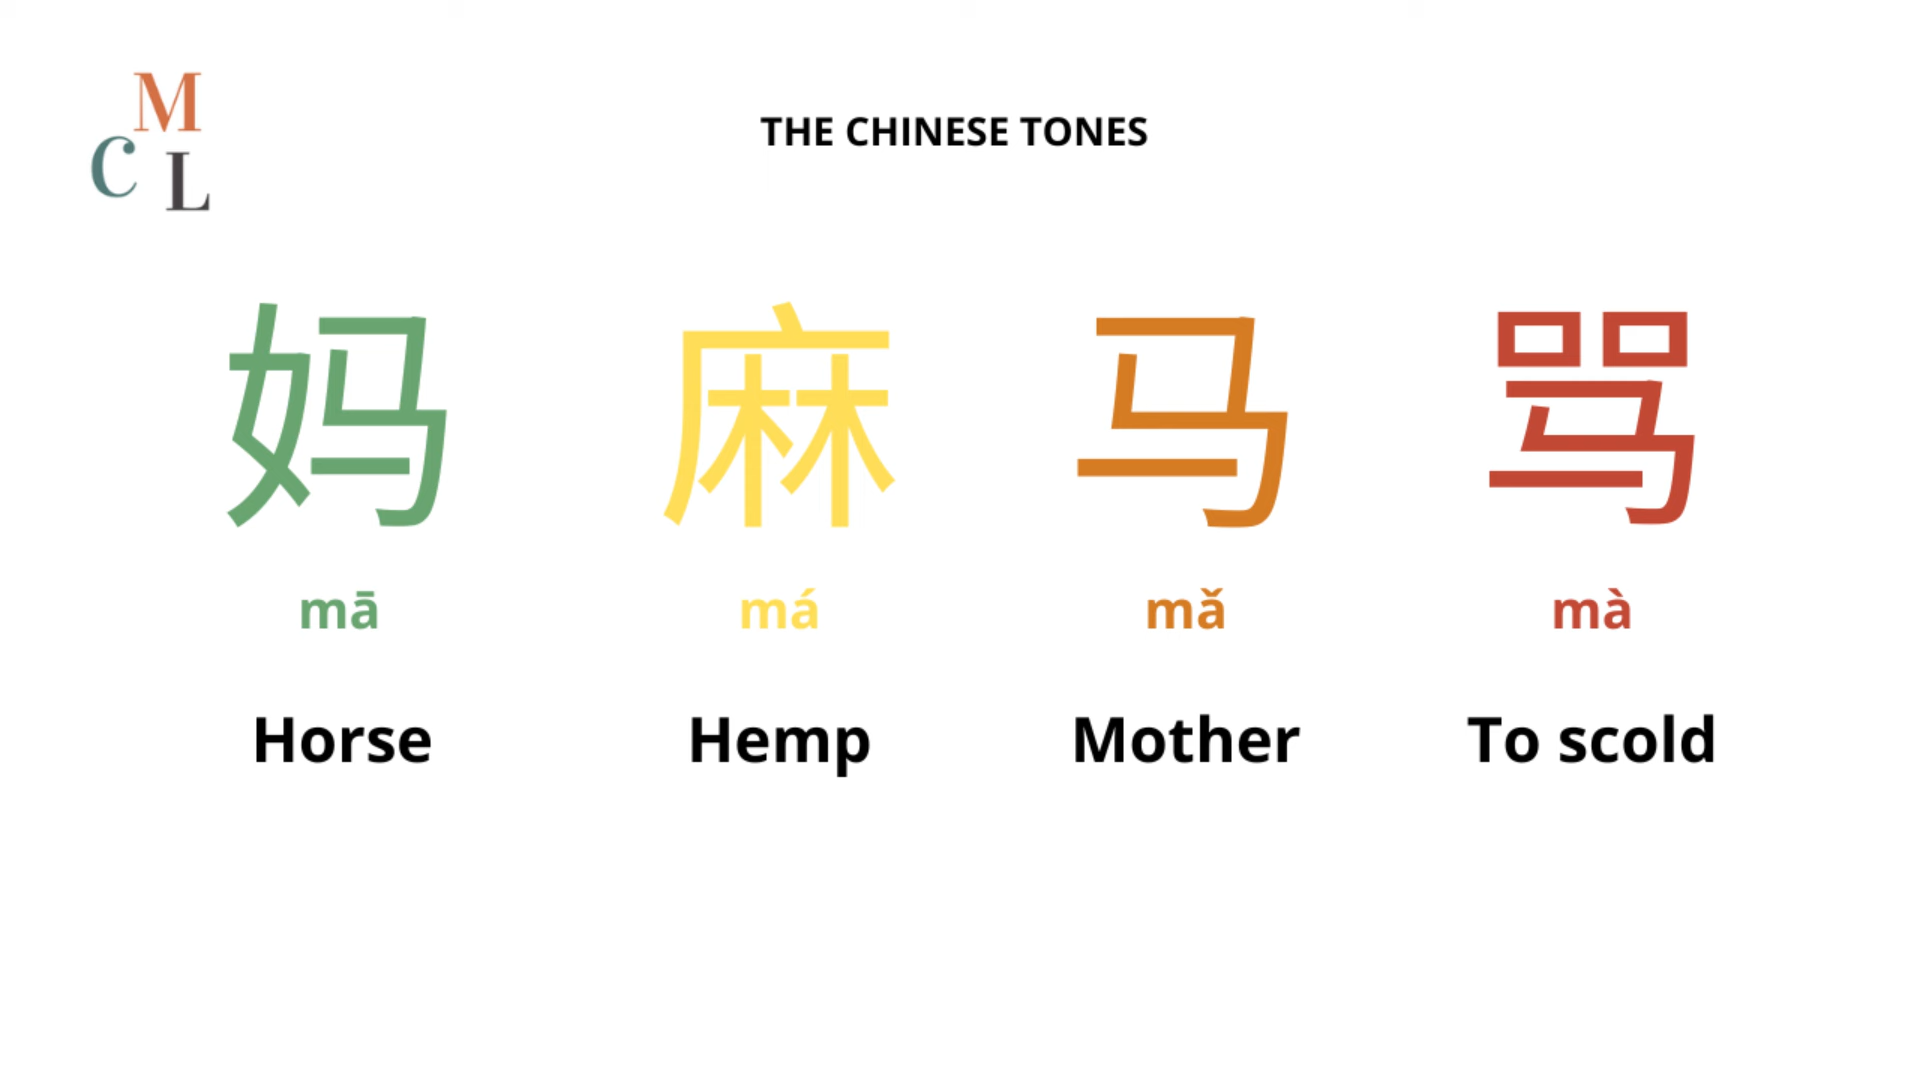 M
C L
THE CHINESE TONES
妈 麻 马 骂
mā má mǎ mà
Horse Hemp Mother To scold